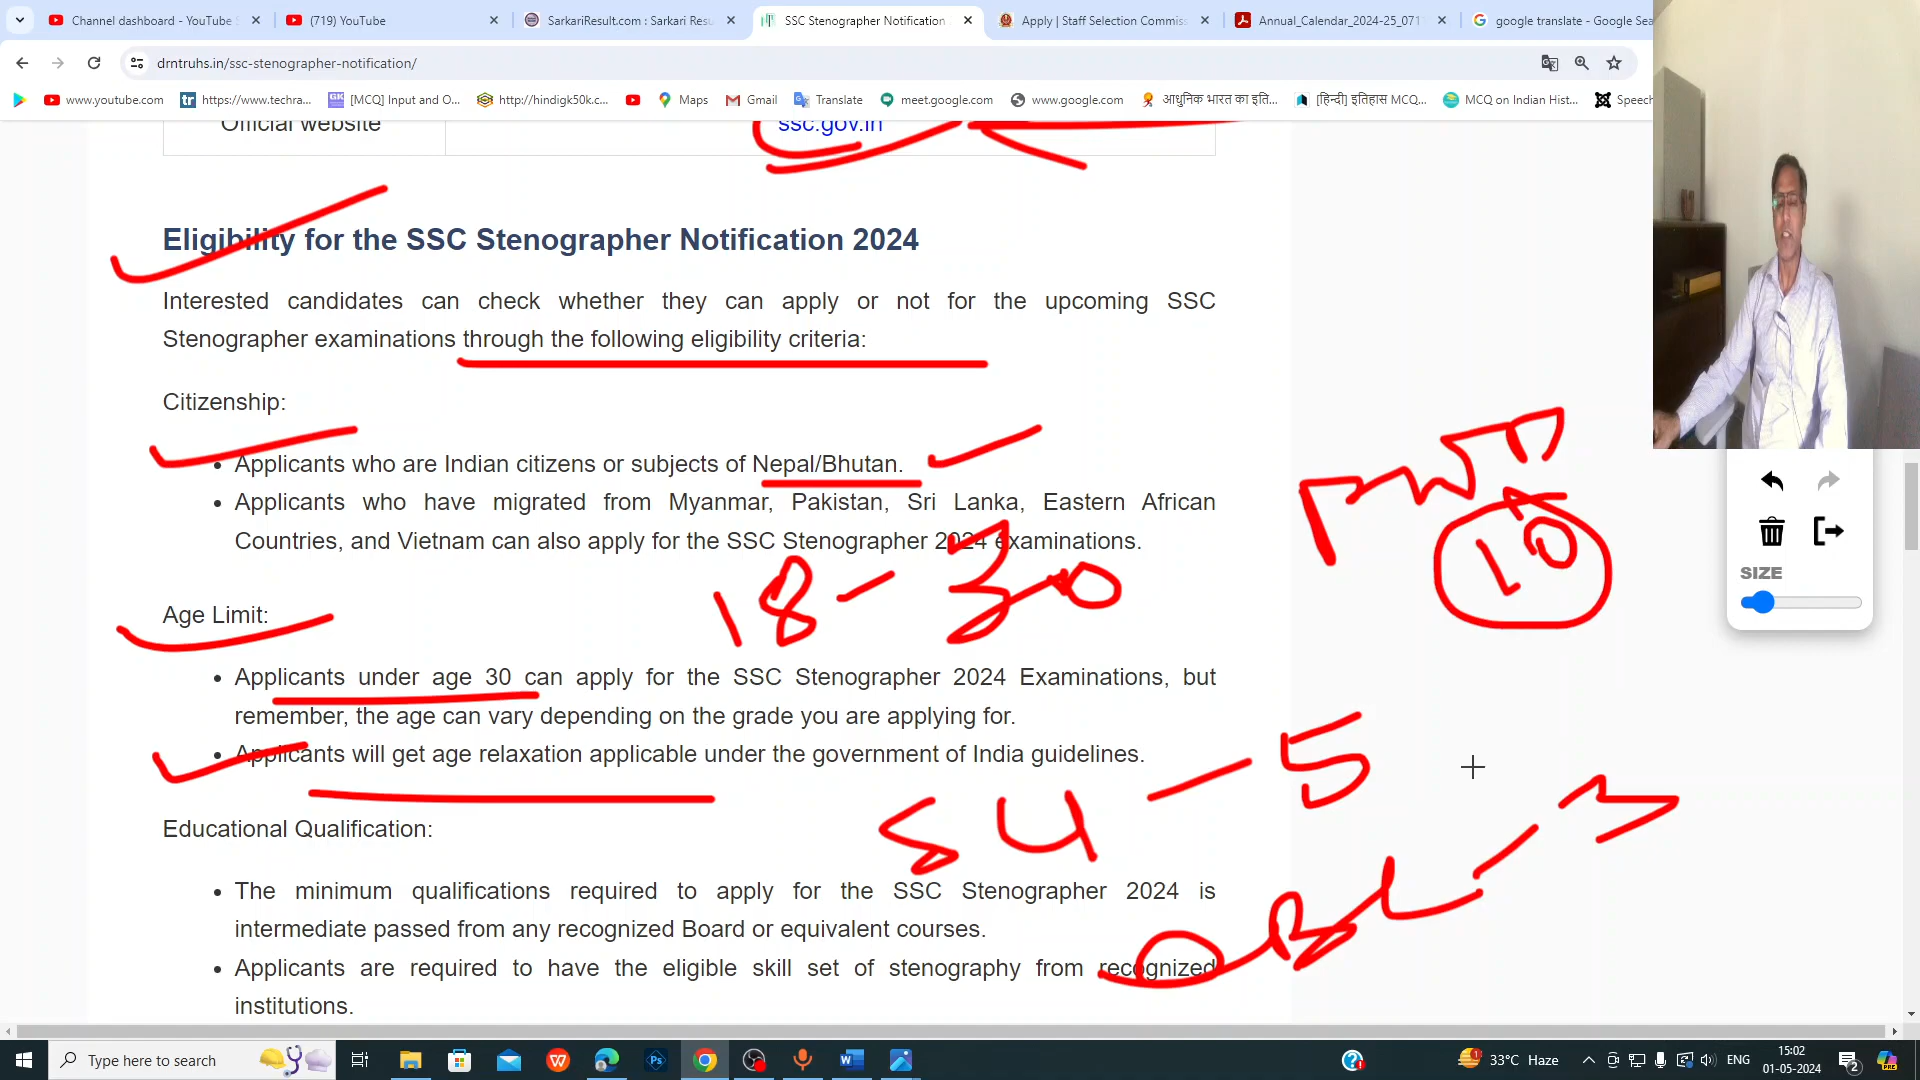 Channel dashboard - YouTube S
(719) YouTube
SarkariResult.com : Sarkari Resu
SSC Stenographer Notification
Apply | Staff Selection Commiss
Annual_Calendar_2024-25_071
google translate - Google Sea
drntruhs.in/ssc-stenographer-notification/
www.youtube.com
https://www.techra...
[MCQ] Input and O...
http://hindigk50k.c...
Maps
Gmail
Translate
meet.google.com
www.google.com
आधुनिक भारत का इति...
[हिन्दी] इतिहास MCQ...
MCQ on Indian Hist...
Speech
Official website
ssc.gov.in
Eligibility for the SSC Stenographer Notification 2024
Interested candidates can check whether they can apply or not for the upcoming SSC
Stenographer examinations through the following eligibility criteria:
Citizenship:
• Applicants who are Indian citizens or subjects of Nepal/Bhutan.
• Applicants who have migrated from Myanmar, Pakistan, Sri Lanka, Eastern African
Countries, and Vietnam can also apply for the SSC Stenographer 2024 examinations.
18-30
10
Age Limit:
• Applicants under age 30 can apply for the SSC Stenographer 2024 Examinations, but
remember, the age can vary depending on the grade you are applying for.
• Applicants will get age relaxation applicable under the government of India guidelines.
- 5
Educational Qualification:
• The minimum qualifications required to apply for the SSC Stenographer 2024 is
intermediate passed from any recognized Board or equivalent courses.
• Applicants are required to have the eligible skill set of stenography from recognized
institutions.
SIZE
Type here to search
33°C Haze
ENG
15:02
01-05-2024
2